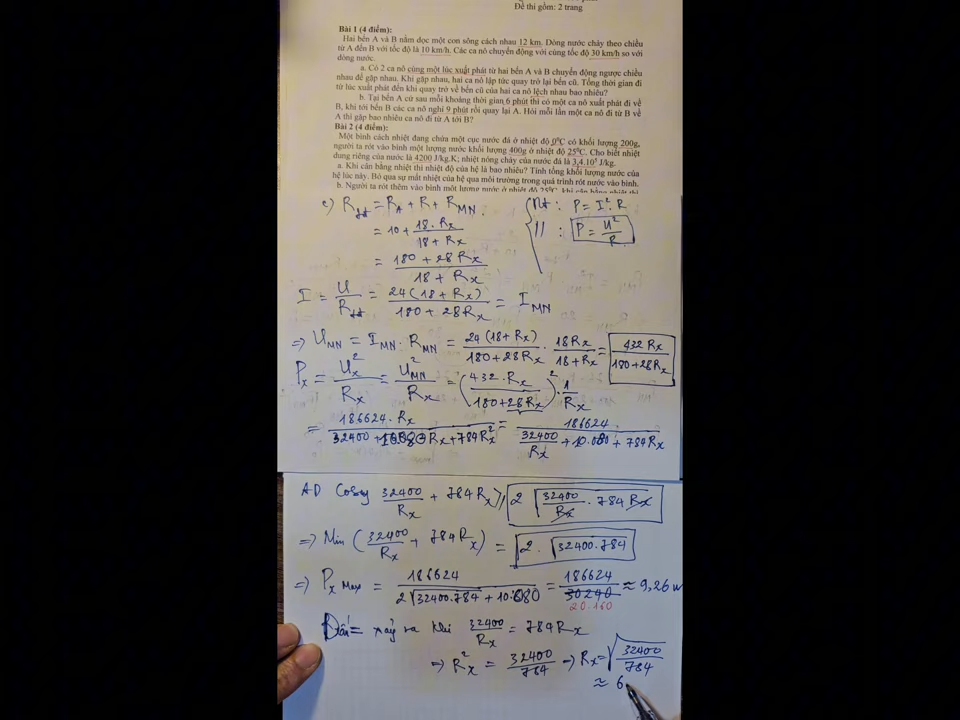 Đề thi gồm: 2 trang
Bài 1 (4 điểm):
Hai bến A và B nằm dọc một con sông cách nhau 12 km. Dòng nước chảy theo chiều
từ A đến B với tốc độ là 10 km/h. Các ca nô chuyển động với cùng tốc độ 30 km/h so với
dòng nước.
a. Có 2 ca nô cùng một lúc xuất phát từ hai bến A và B chuyển động ngược chiều
nhau để gặp nhau. Khi gặp nhau, hai ca nô lập tức quay trở lại bến cũ. Tổng thời gian đi
từ lúc xuất phát đến khi quay trở về bến cũ của hai ca nô lệch nhau bao nhiêu?
b. Tại bến A cứ sau mỗi khoảng thời gian 6 phút thì có một ca nô xuất phát đi về
B, khi tới bến B các ca nô nghỉ 9 phút rồi quay lại A. Hỏi mỗi lần một ca nô đi từ B về
A thì gặp bao nhiêu ca nô đi từ A tới B?
Bài 2 (4 điểm):
Một bình cách nhiệt đang chứa một cục nước đá ở nhiệt độ 0⁰C có khối lượng 200g,
người ta rót vào bình một lượng nước khối lượng 400g ở nhiệt độ 25⁰C. Cho biết nhiệt
dung riêng của nước là 4200 J/kg.K; nhiệt nóng chảy của nước đá là 3,4.10⁵ J/kg.
a. Khi cân bằng nhiệt thì nhiệt độ của hệ là bao nhiêu? Tính tổng khối lượng nước của
hệ lúc này. Bỏ qua sự mất nhiệt của hệ qua môi trường trong quá trình rót nước vào bình.
b. Người ta rót thêm vào bình một lượng nước ở nhiệt độ 25⁰C, khi cân bằng nhiệt thì
c) R_tđ = R_A + R + R_MN. nt : P = I². R
= 10 + 18.Rx / 18 + Rx // : P = U² / R
= 180 + 28Rx / 18 + Rx
I = U / R_tđ = 24(18 + Rx) / 180 + 28Rx = I_MN
=> U_MN = I_MN . R_MN = 24(18 + Rx) / 180 + 28Rx . 18Rx / 18 + Rx = 432 Rx / 180 + 28Rx
Px = Ux² / Rx = U_MN² / Rx = (432.Rx / 180 + 28Rx)² . 1 / Rx
= 186624.Rx / 32400 + 10080Rx + 784Rx² = 186624 / 32400 / Rx + 10.080 + 784Rx
AD Cosy 32400 / Rx + 784Rx ≥ 2 √32400 / Rx . 784Rx
=> Min (32400 / Rx + 784Rx) = 2. √32400.784
=> Px Max = 186624 / 2√32400.784 + 10.080 = 186624 / 30240 ≈ 9,26 w
20.160
Dấu = xảy ra khi 32400 / Rx = 784Rx
=> Rx² = 32400 / 784 => Rx = √32400 / 784
≈ 6